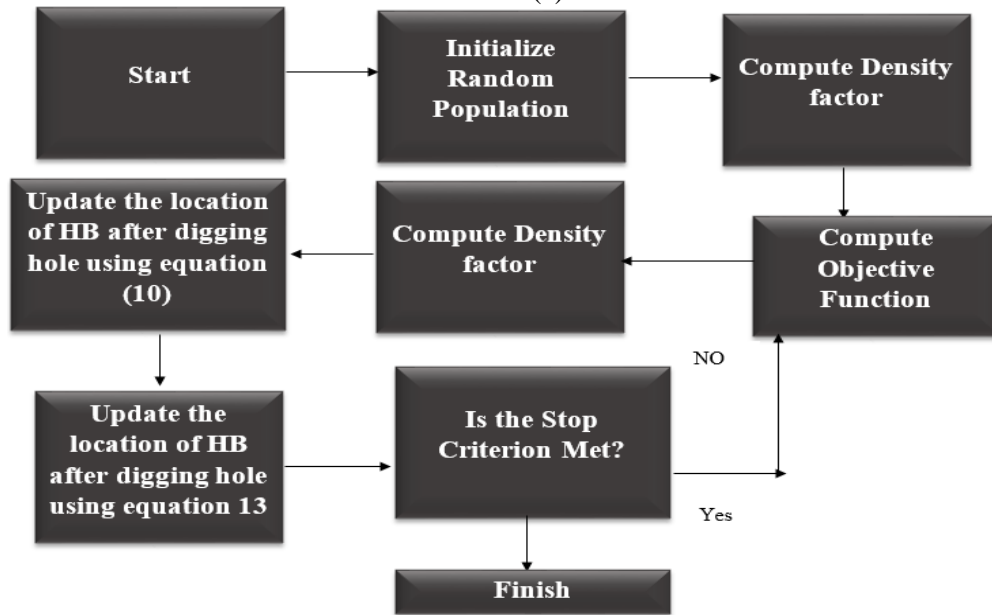 Start
Initialize
Random
Population
Compute Density
factor
Update the location
of HB after digging
hole using equation
(10)
Compute Density
factor
Compute
Objective
Function
NO
Update the
location of HB
after digging hole
using equation 13
Is the Stop
Criterion Met?
Yes
Finish